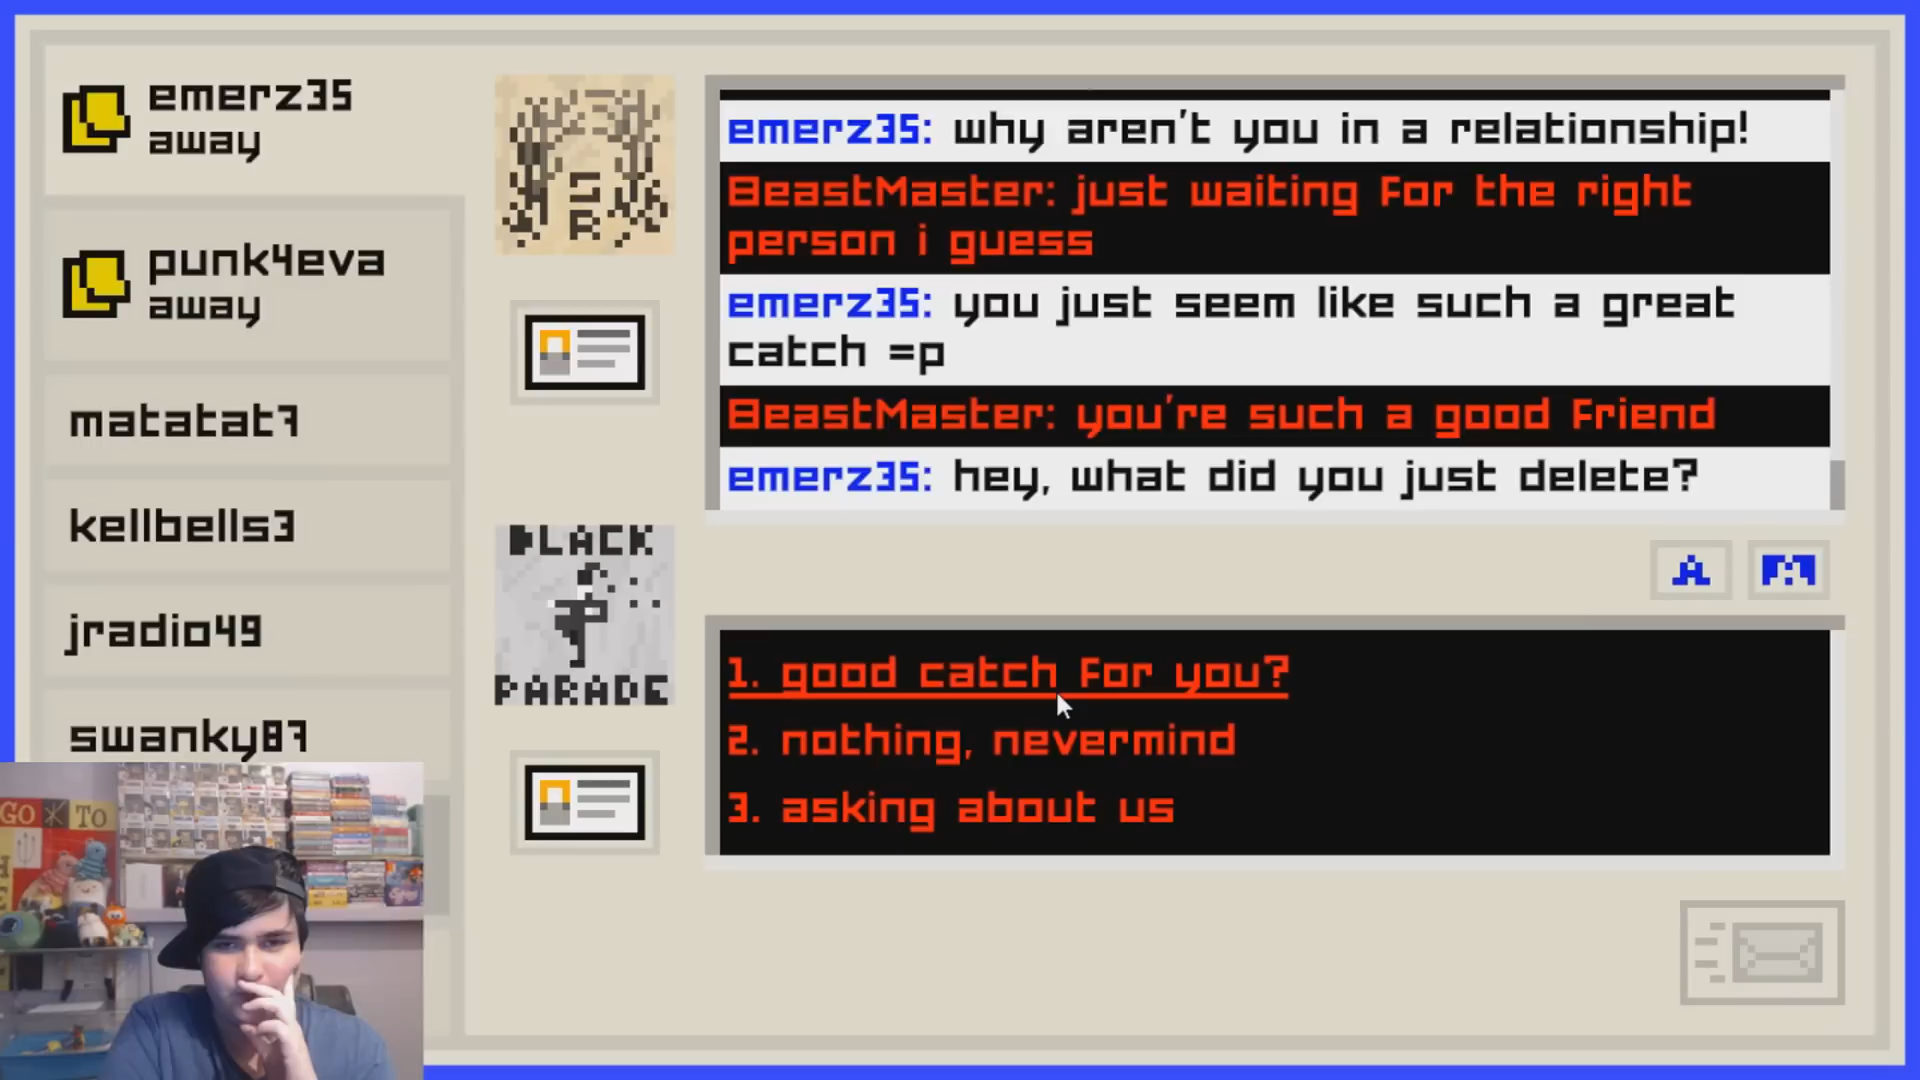 emerz35
away
punk4eva
away
matatat7
kellbells3
jradio49
swanky87
S
R
BLACK
PARADE
emerz35: why aren't you in a relationship!
BeastMaster: just waiting for the right
person i guess
emerz35: you just seem like such a great
catch =p
BeastMaster: you're such a good friend
emerz35: hey, what did you just delete?
A
1. good catch for you?
2. nothing, nevermind
3. asking about us
GO TO